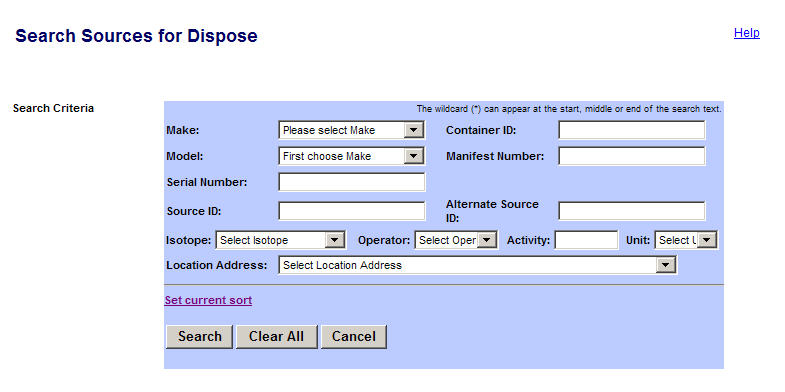 Search Sources for Dispose
Help
Search Criteria
The wildcard (*) can appear at the start, middle or end of the search text.
Make: Please select Make Container ID:
Model: First choose Make Manifest Number:
Serial Number:
Source ID: Alternate Source ID:
Isotope: Select Isotope Operator: Select Oper Activity: Unit: Select U
Location Address: Select Location Address
Set current sort
Search Clear All Cancel